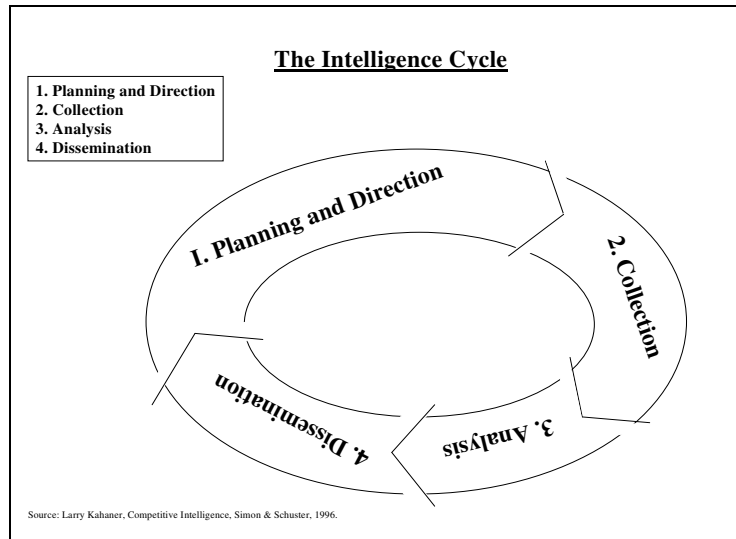 The Intelligence Cycle
1. Planning and Direction
2. Collection
3. Analysis
4. Dissemination
1. Planning and Direction
2. Collection
3. Analysis
4. Dissemination
Source: Larry Kahaner, Competitive Intelligence, Simon & Schuster, 1996.